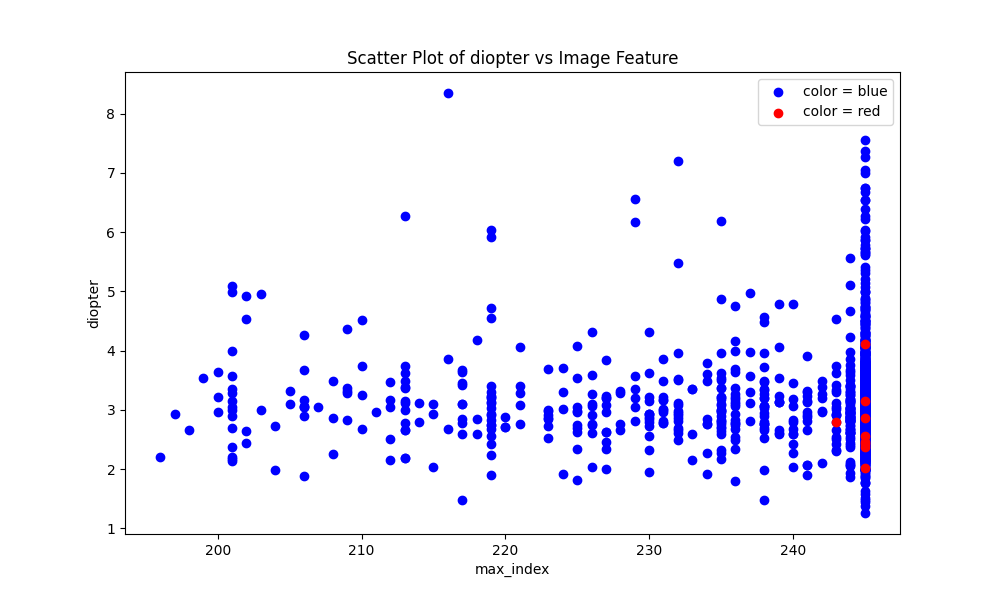 Scatter Plot of diopter vs Image Feature
color = blue
color = red
8
7
6
5
4
3
2
1
diopter
200 210 220 230 240
max_index